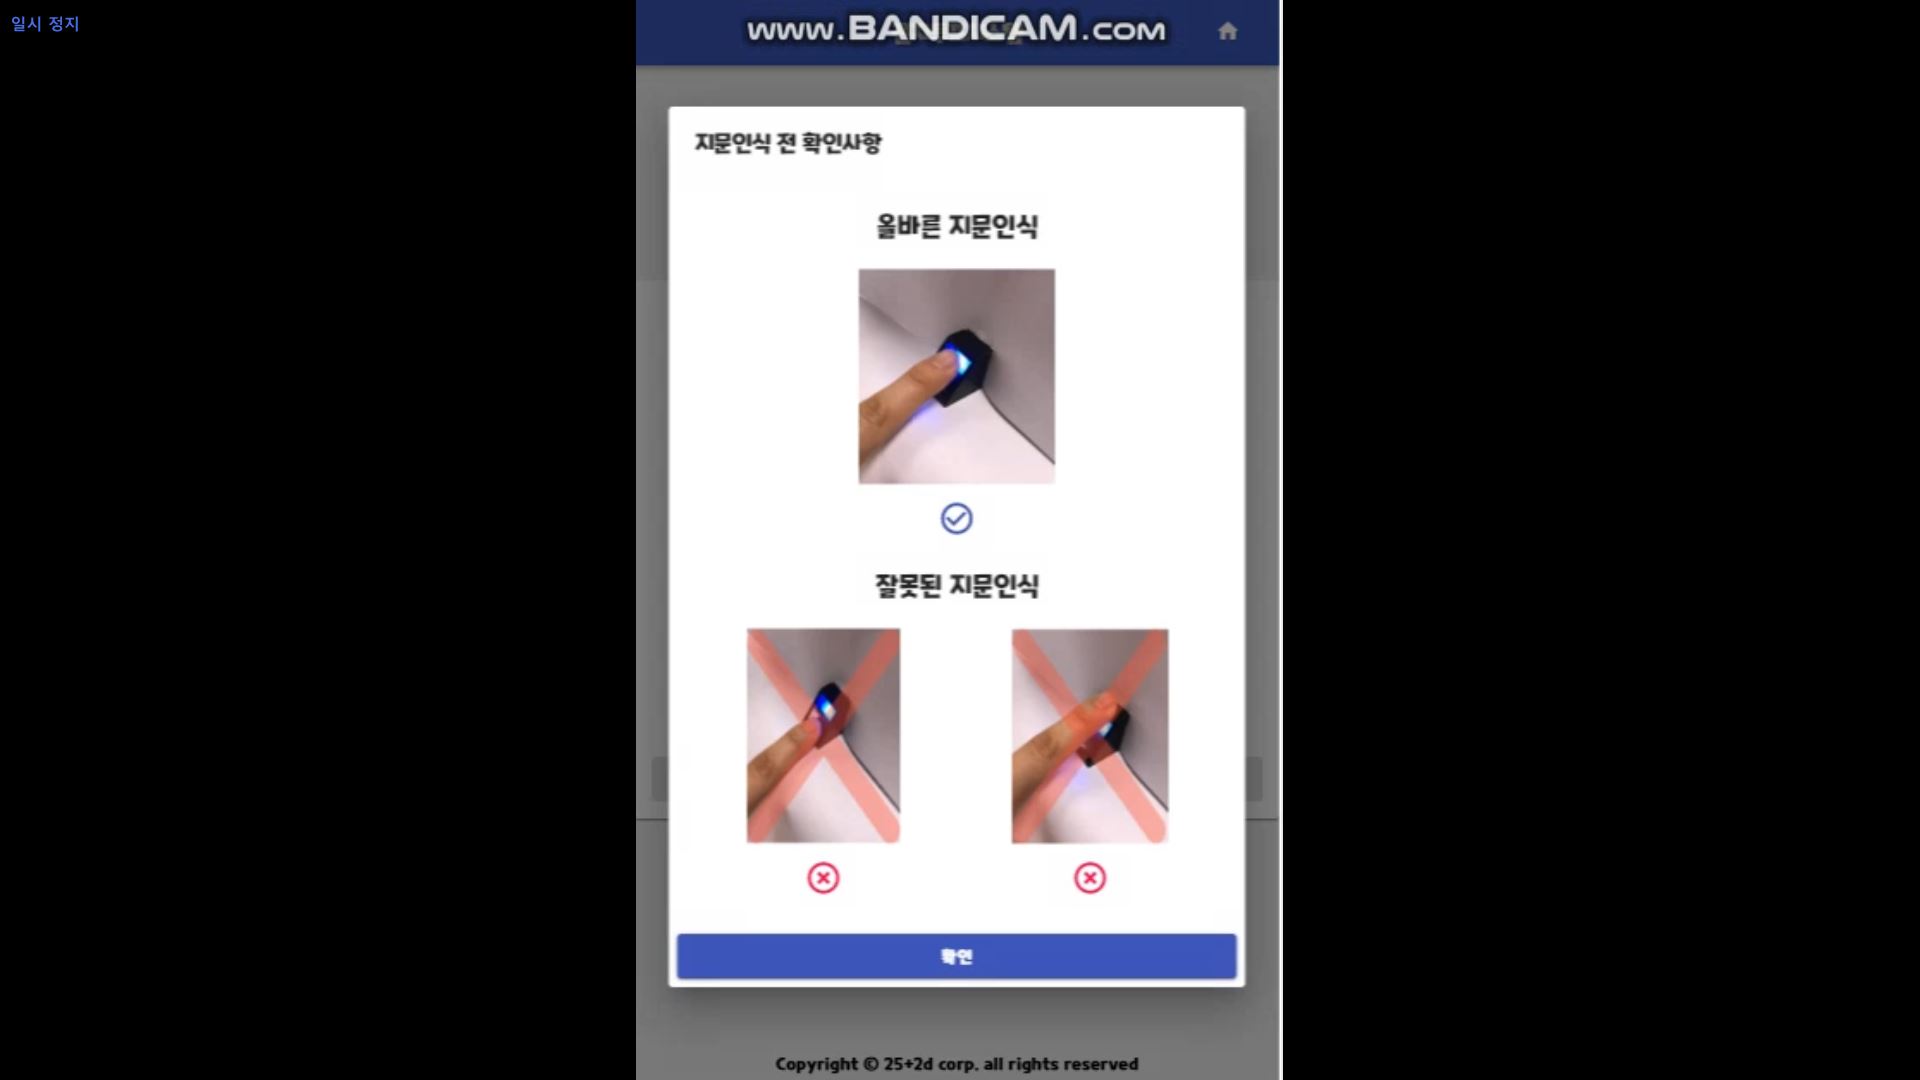 일시 정지
www.BANDICAM.com
지문인식 전 확인사항
올바른 지문인식
잘못된 지문인식
확인
Copyright © 25+2d corp. all rights reserved